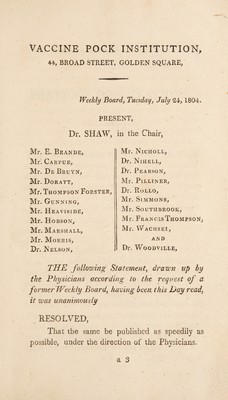 VACCINE POCK INSTITUTION,
44, BROAD STREET, GOLDEN SQUARE,
Weekly Board, Tuesday, July 24, 1804.
PRESENT,
Dr. SHAW, in the Chair,
Mr. E. Brande,
Mr. Carpue,
Mr. De Bruyn,
Mr. Doratt,
Mr. Thompson Forster,
Mr. Gunning,
Mr. Heaviside,
Mr. Hobson,
Mr. Marshall,
Mr. Morris,
Dr. Nelson,
Mr. Nicholl,
Dr. Nihell,
Dr. Pearson,
Mr. Pilliner,
Dr. Rollo,
Mr. Simmons,
Mr. Southbrook,
Mr. Francis Thompson,
Mr. Wachsel,
AND
Dr. Woodville,
THE following Statement, drawn up by
the Physicians according to the request of a
former Weekly Board, having been this Day read,
it was unanimously
RESOLVED,
That the same be published as speedily as
possible, under the direction of the Physicians.
a 3